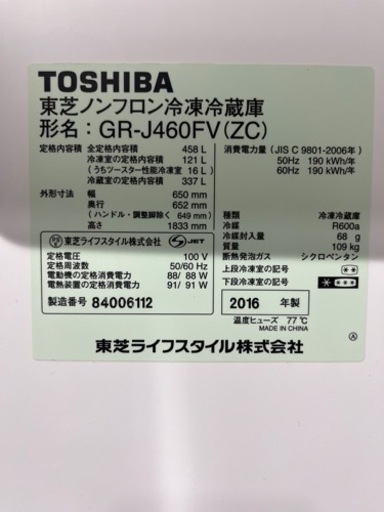 TOSHIBA
東芝ノンフロン冷凍冷蔵庫
形名：GR-J460FV(ZC)
定格内容積 全定格内容積 458 L
冷凍室の定格内容積 121 L
(うちツースター性能冷凍室 16 L)
冷蔵室の定格内容積 337 L
外形寸法 幅 650 mm
奥行 652 mm
(ハンドル・調整脚除く 649 mm)
高さ 1833 mm
東芝ライフスタイル株式会社 S JET
定格電圧 100 V
定格周波数 50/60 Hz
電動機の定格消費電力 88/ 88 W
電熱装置の定格消費電力 91/ 91 W
製造番号 84006112
消費電力量 (JIS C 9801-2006年)
50Hz 190 kWh/年
60Hz 190 kWh/年
種類 冷凍冷蔵庫
冷媒 R600a
冷媒封入量 68 g
質量 109 kg
断熱発泡ガス シクロペンタン
上段冷凍室の記号
下段冷凍室の記号
2016 年製
温度ヒューズ 77℃
MADE IN CHINA
東芝ライフスタイル株式会社
Ⓐ